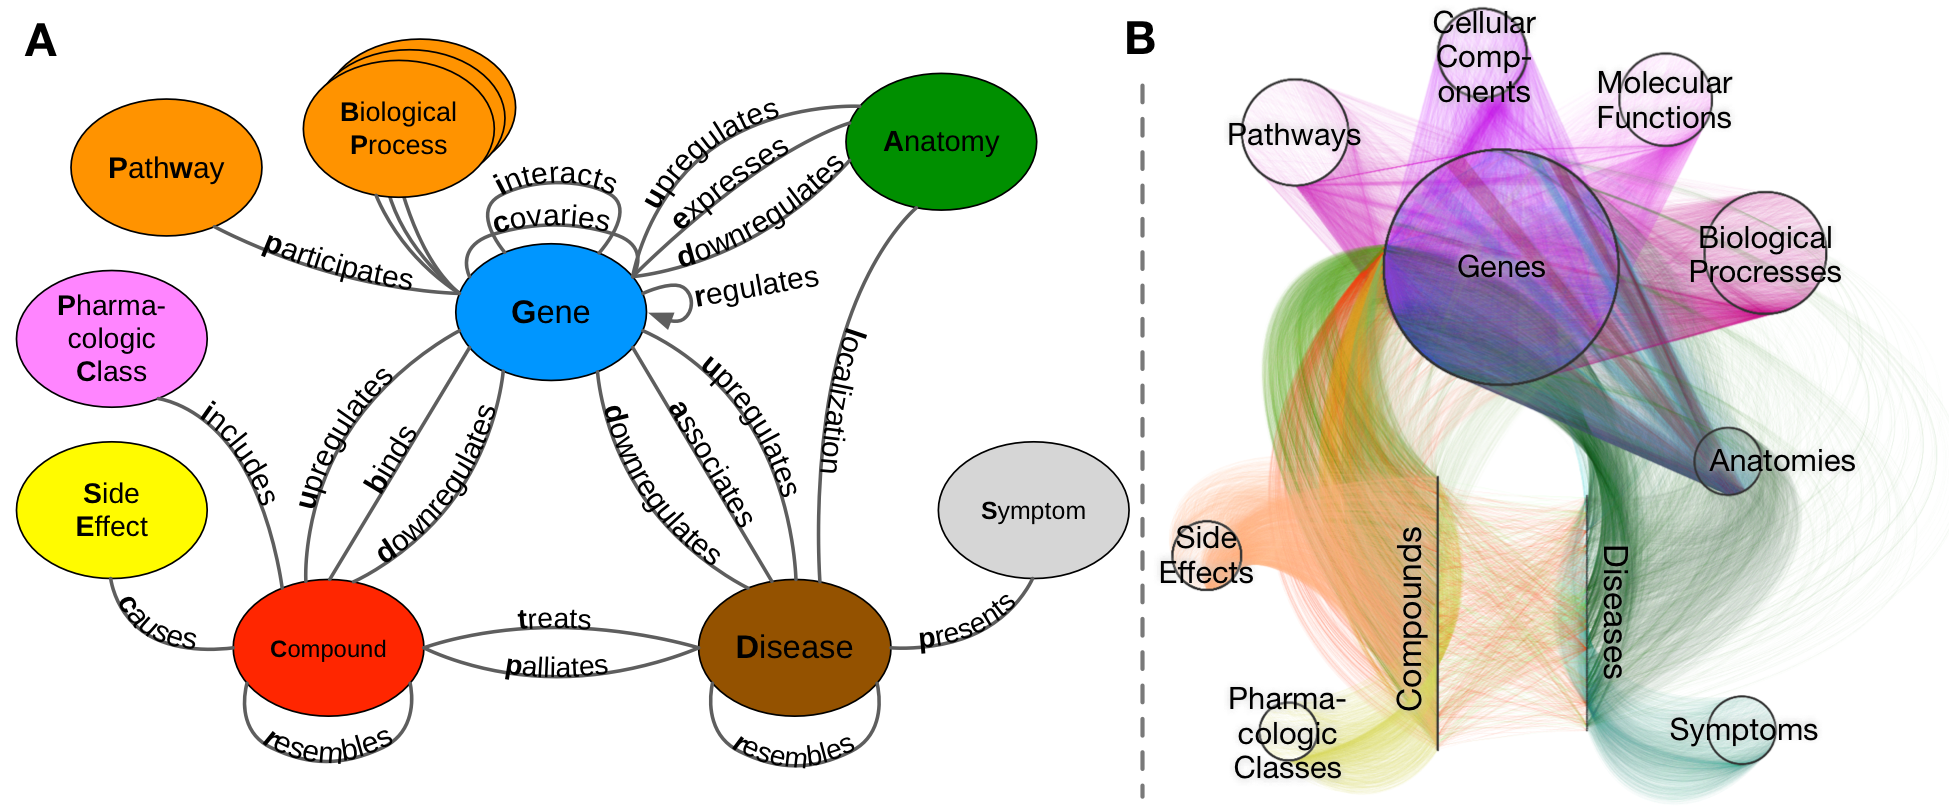 A
Biological
Process
Pathway
Anatomy
upregulates
expresses
downregulates
interacts
covaries
participates
regulates
Gene
Pharma-
cologic
Class
includes
upregulates
binds
downregulates
downregulates
associates
upregulates
localization
Side
Effect
Symptom
causes
Compound
treats
palliates
Disease
presents
resembles
resembles
B
Cellular
Comp-
onents
Molecular
Functions
Pathways
Genes
Biological
Procresses
Anatomies
Side
Effects
Compounds
Diseases
Pharma-
cologic
Classes
Symptoms